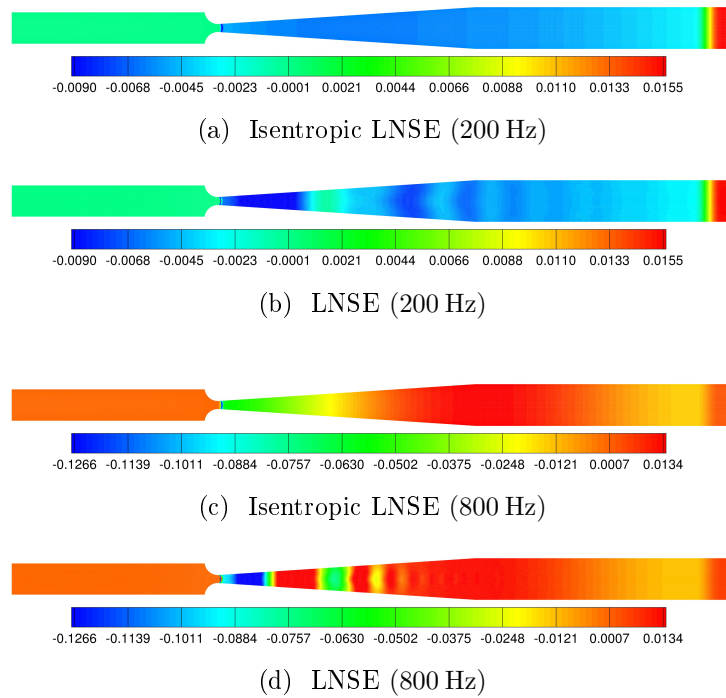 -0.0090 -0.0068 -0.0045 -0.0023 -0.0001 0.0021 0.0044 0.0066 0.0088 0.0110 0.0133 0.0155
(a) Isentropic LNSE (200 Hz)
-0.0090 -0.0068 -0.0045 -0.0023 -0.0001 0.0021 0.0044 0.0066 0.0088 0.0110 0.0133 0.0155
(b) LNSE (200 Hz)
-0.1266 -0.1139 -0.1011 -0.0884 -0.0757 -0.0630 -0.0502 -0.0375 -0.0248 -0.0121 0.0007 0.0134
(c) Isentropic LNSE (800 Hz)
-0.1266 -0.1139 -0.1011 -0.0884 -0.0757 -0.0630 -0.0502 -0.0375 -0.0248 -0.0121 0.0007 0.0134
(d) LNSE (800 Hz)